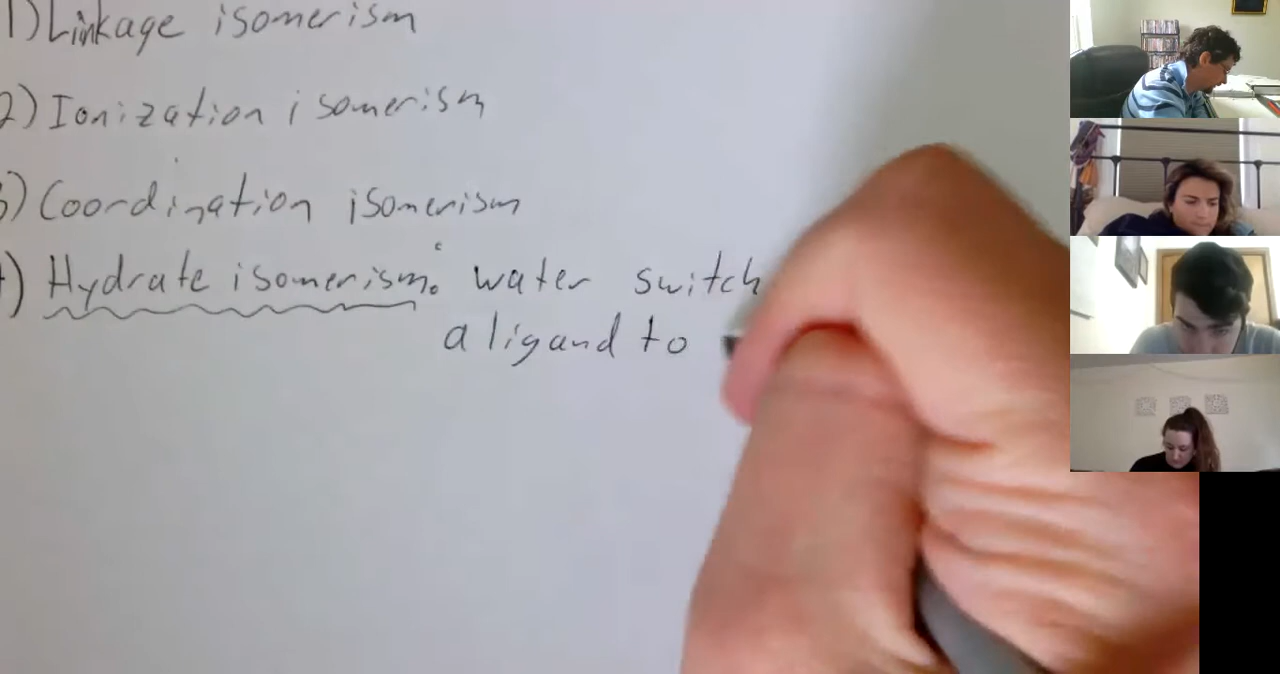 1) Linkage isomerism
2) Ionization isomerism
3) Coordination isomerism
4) Hydrate isomerism: water switch
a ligand to